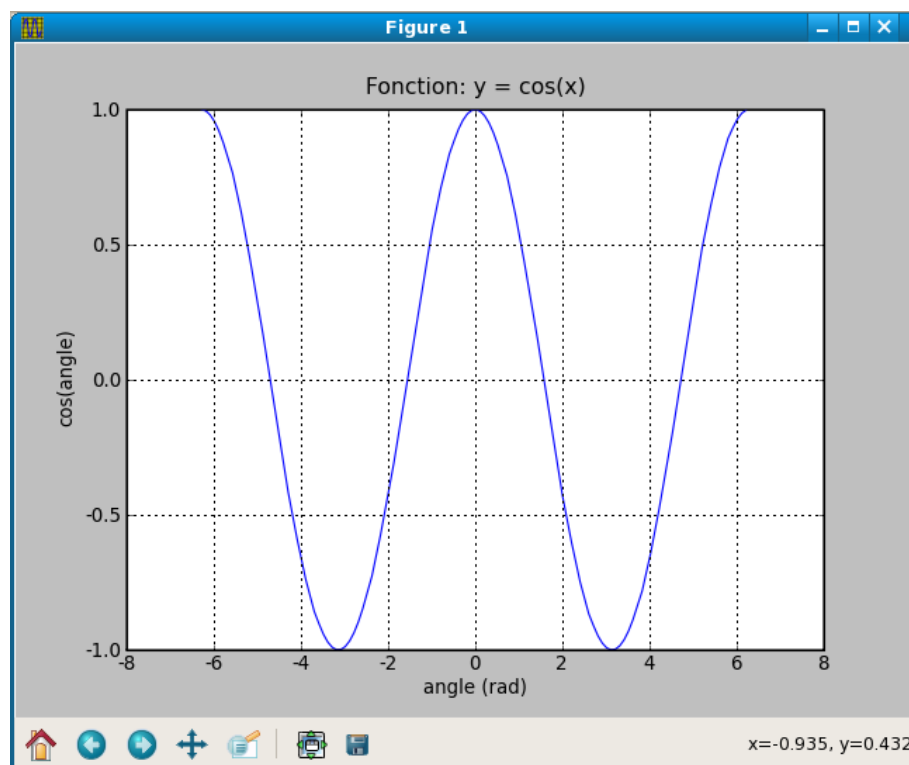 Figure 1
Fonction: y = cos(x)
1.0
0.5
0.0
-0.5
-1.0
cos(angle)
-8 -6 -4 -2 0 2 4 6 8
angle (rad)
x=-0.935, y=0.432